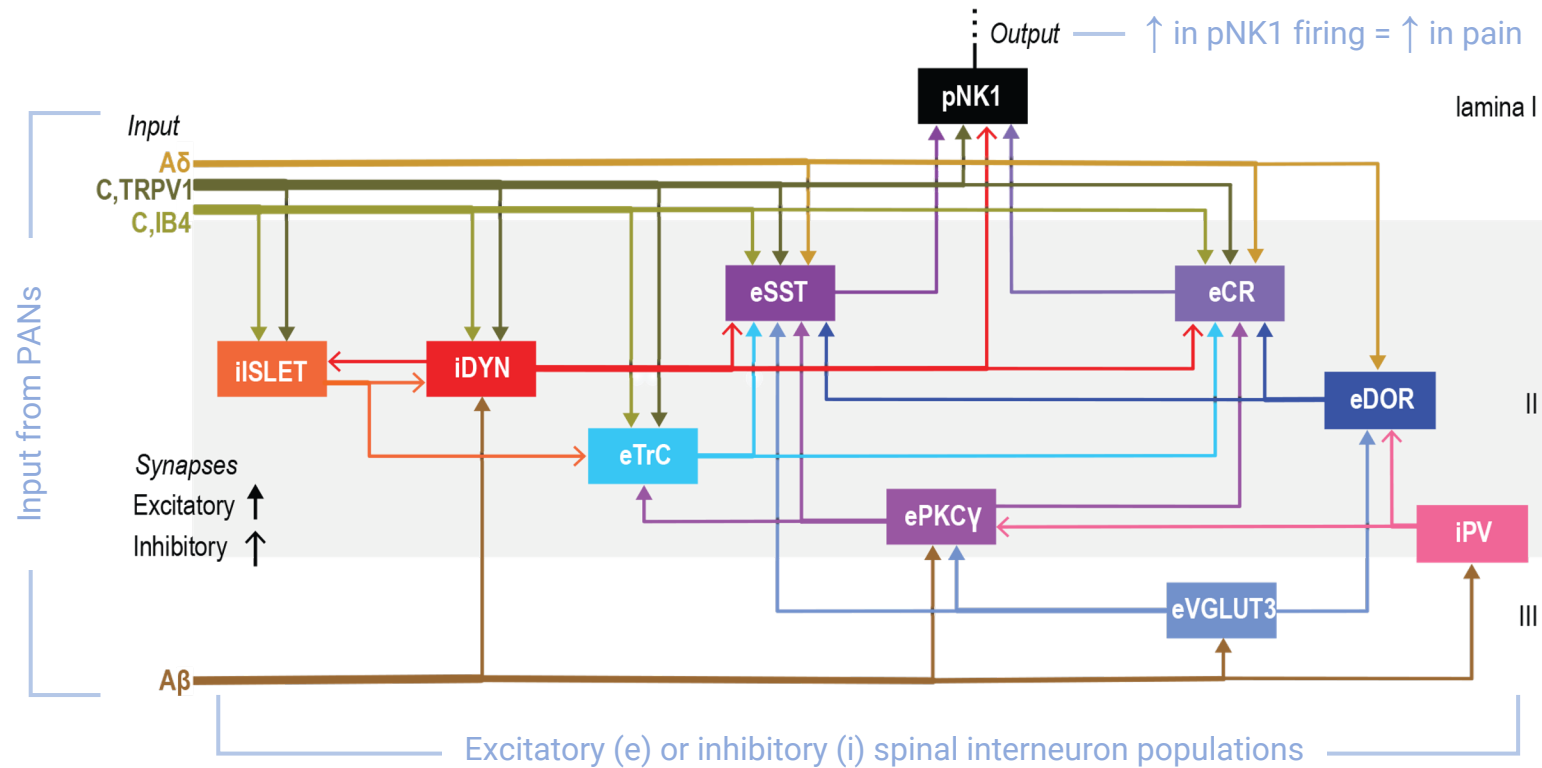 Output
↑ in pNK1 firing = ↑ in pain
pNK1
lamina I
Input
Aδ
C,TRPV1
C,IB4
Input from PANs
eSST
eCR
iISLET
iDYN
eDOR
II
eTrC
Synapses
Excitatory
Inhibitory
ePKCγ
iPV
eVGLUT3
III
Aβ
Excitatory (e) or inhibitory (i) spinal interneuron populations